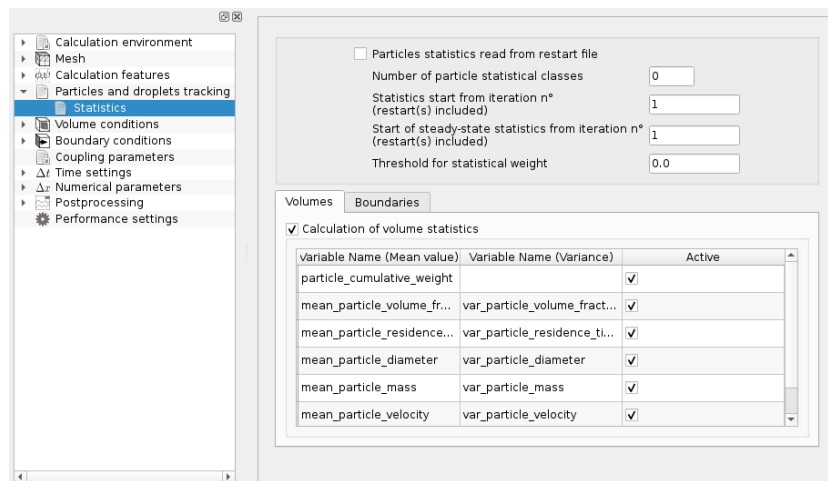 Calculation environment
Mesh
Calculation features
Particles and droplets tracking
Statistics
Volume conditions
Boundary conditions
Coupling parameters
Δt Time settings
Δx Numerical parameters
Postprocessing
Performance settings
Particles statistics read from restart file
Number of particle statistical classes 0
Statistics start from iteration n°
(restart(s) included) 1
Start of steady-state statistics from iteration n°
(restart(s) included) 1
Threshold for statistical weight 0.0
Volumes Boundaries
Calculation of volume statistics
Variable Name (Mean value) Variable Name (Variance) Active
particle_cumulative_weight
mean_particle_volume_fr... var_particle_volume_fract...
mean_particle_residence... var_particle_residence_ti...
mean_particle_diameter var_particle_diameter
mean_particle_mass var_particle_mass
mean_particle_velocity var_particle_velocity